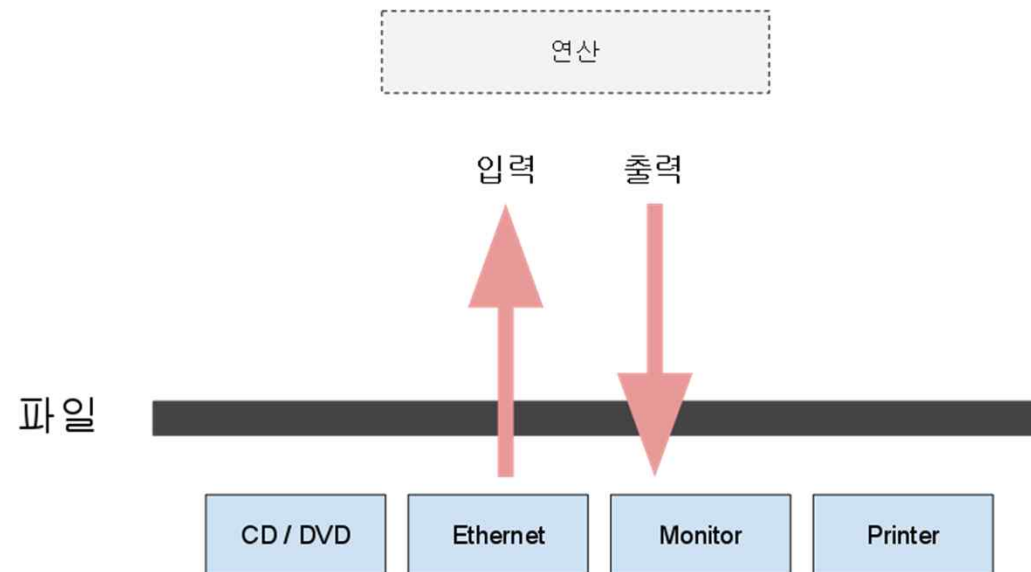 연산
입력
출력
파일
CD / DVD
Ethernet
Monitor
Printer